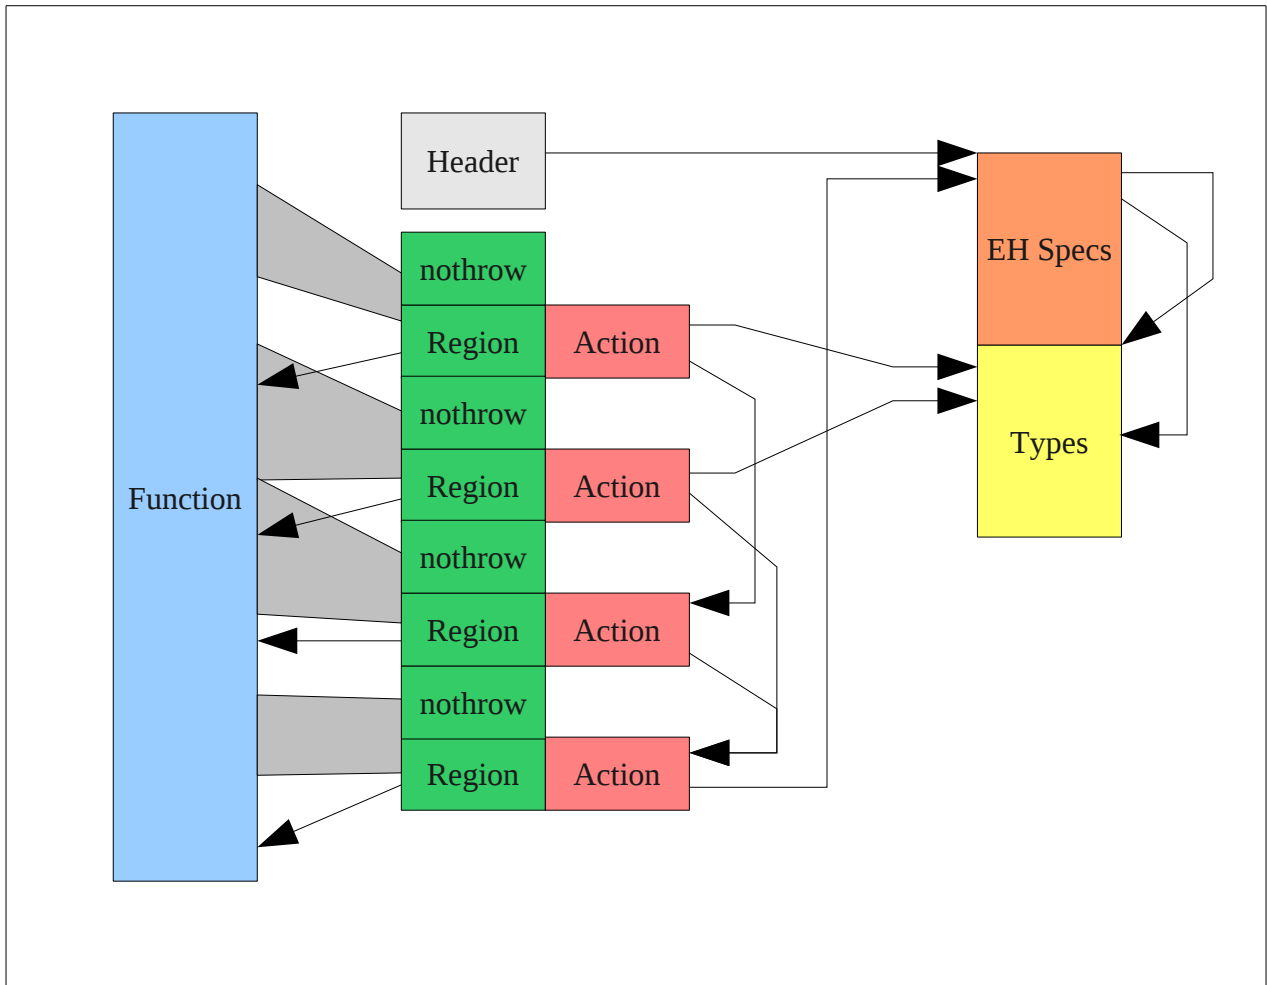 Header
EH Specs
nothrow
Region
Action
nothrow
Types
Function
Region
Action
nothrow
Region
Action
nothrow
Region
Action